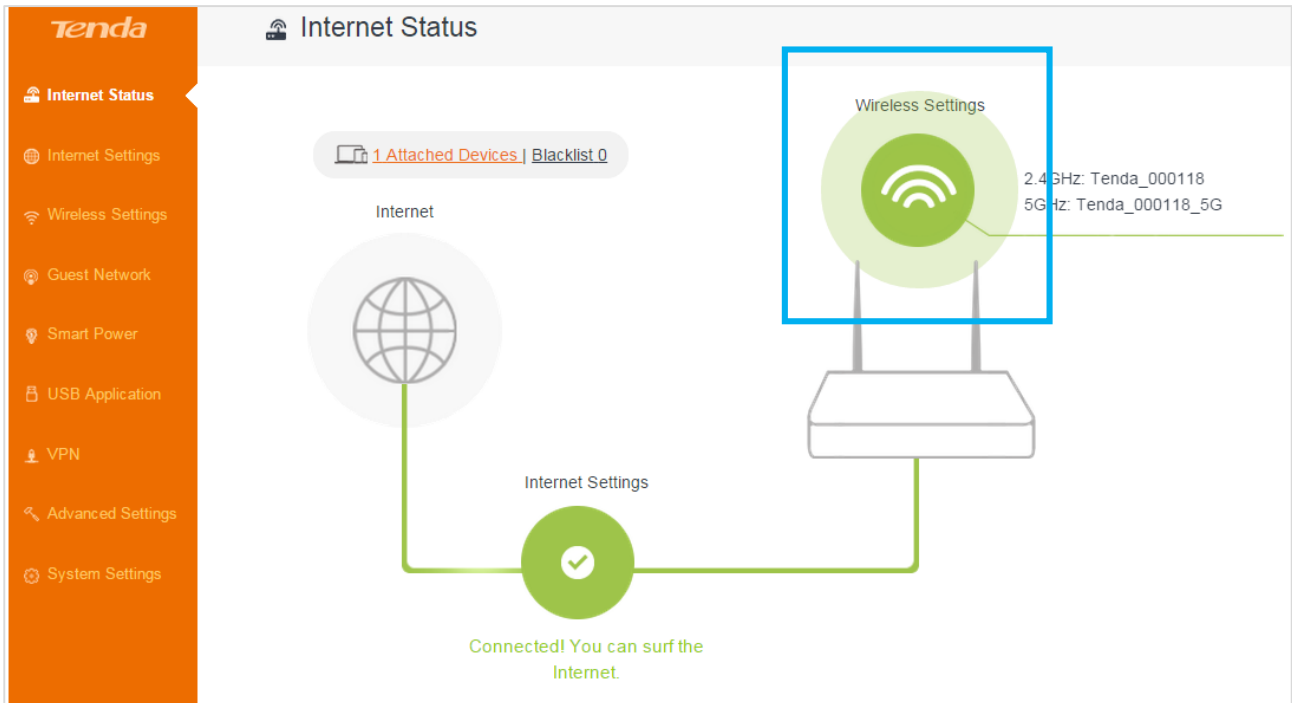 Tenda
Internet Status
Internet Status
Internet Settings
Wireless Settings
Guest Network
Smart Power
USB Application
VPN
Advanced Settings
System Settings
1 Attached Devices | Blacklist 0
Internet
Wireless Settings
2.4GHz: Tenda_000118
5GHz: Tenda_000118_5G
Internet Settings
Connected! You can surf the
Internet.